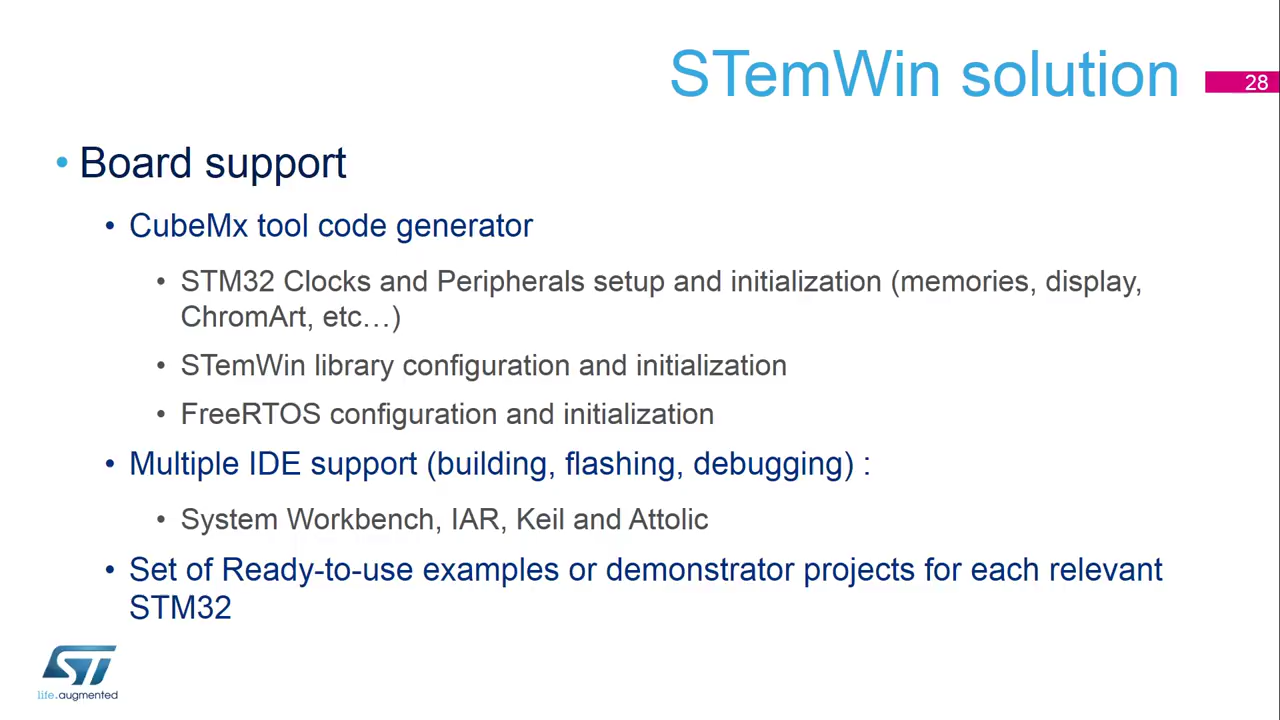 STemWin solution
28
• Board support
• CubeMx tool code generator
• STM32 Clocks and Peripherals setup and initialization (memories, display,
ChromArt, etc…)
• STemWin library configuration and initialization
• FreeRTOS configuration and initialization
• Multiple IDE support (building, flashing, debugging) :
• System Workbench, IAR, Keil and Attolic
• Set of Ready-to-use examples or demonstrator projects for each relevant
STM32
ST
life.augmented